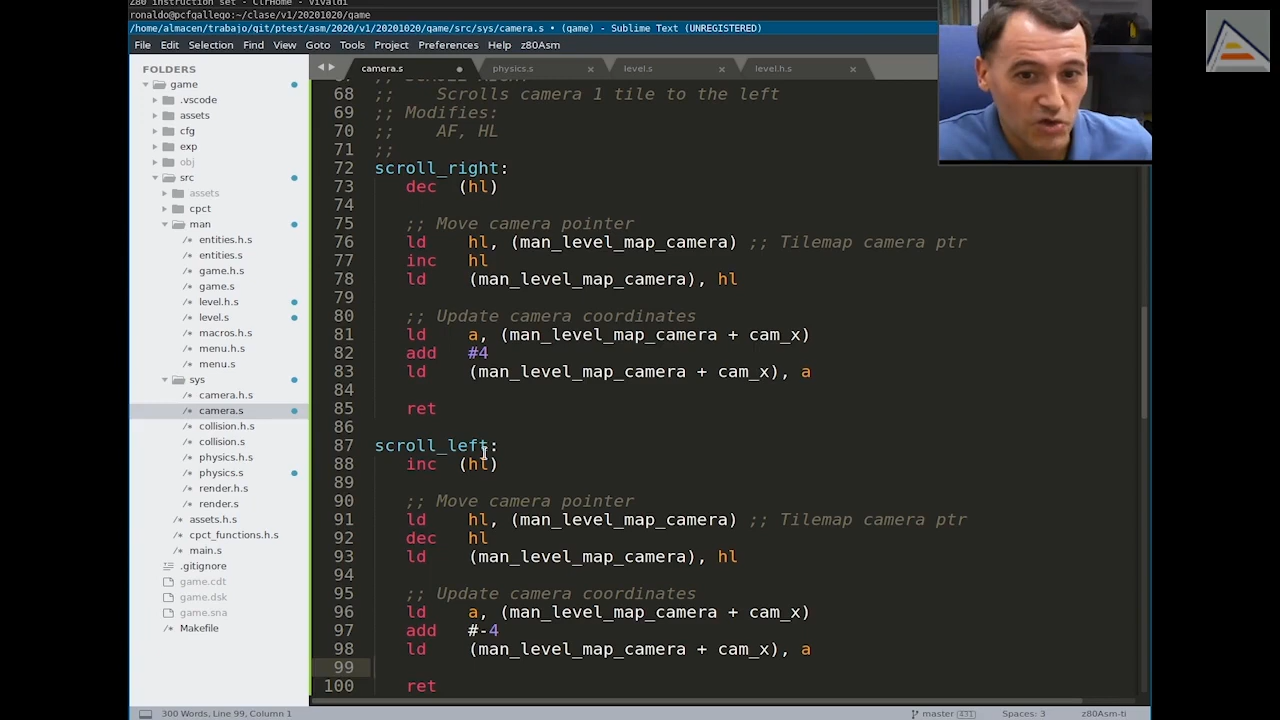 Z80 instruction set - ClrHome - Vivaldi
ronaldo@pcfgallego:~/clase/v1/20201020/game
/home/almacen/trabajo/git/ptest/asm/2020/v1/20201020/game/src/sys/camera.s • (game) - Sublime Text (UNREGISTERED)
File Edit Selection Find View Goto Tools Project Preferences Help z80Asm
camera.s physics.s level.s level.h.s
FOLDERS
game
.vscode
assets
cfg
exp
obj
src
assets
cpct
man
entities.h.s
entities.s
game.h.s
game.s
level.h.s
level.s
macros.h.s
menu.h.s
menu.s
sys
camera.h.s
camera.s
collision.h.s
collision.s
physics.h.s
physics.s
render.h.s
render.s
assets.h.s
cpct_functions.h.s
main.s
.gitignore
game.cdt
game.dsk
game.sna
Makefile
67 ;; SCROLL RIGHT
68 ;;    Scrolls camera 1 tile to the left
69 ;; Modifies:
70 ;;    AF, HL
71 ;;
72 scroll_right:
73    dec  (hl)
74
75    ;; Move camera pointer
76    ld   hl, (man_level_map_camera) ;; Tilemap camera ptr
77    inc  hl
78    ld   (man_level_map_camera), hl
79
80    ;; Update camera coordinates
81    ld   a, (man_level_map_camera + cam_x)
82    add  #4
83    ld   (man_level_map_camera + cam_x), a
84
85    ret
86
87 scroll_left:
88    inc  (hl)
89
90    ;; Move camera pointer
91    ld   hl, (man_level_map_camera) ;; Tilemap camera ptr
92    dec  hl
93    ld   (man_level_map_camera), hl
94
95    ;; Update camera coordinates
96    ld   a, (man_level_map_camera + cam_x)
97    add  #-4
98    ld   (man_level_map_camera + cam_x), a
99
100    ret
300 Words, Line 99, Column 1 master 431 Spaces: 3 z80Asm-ti